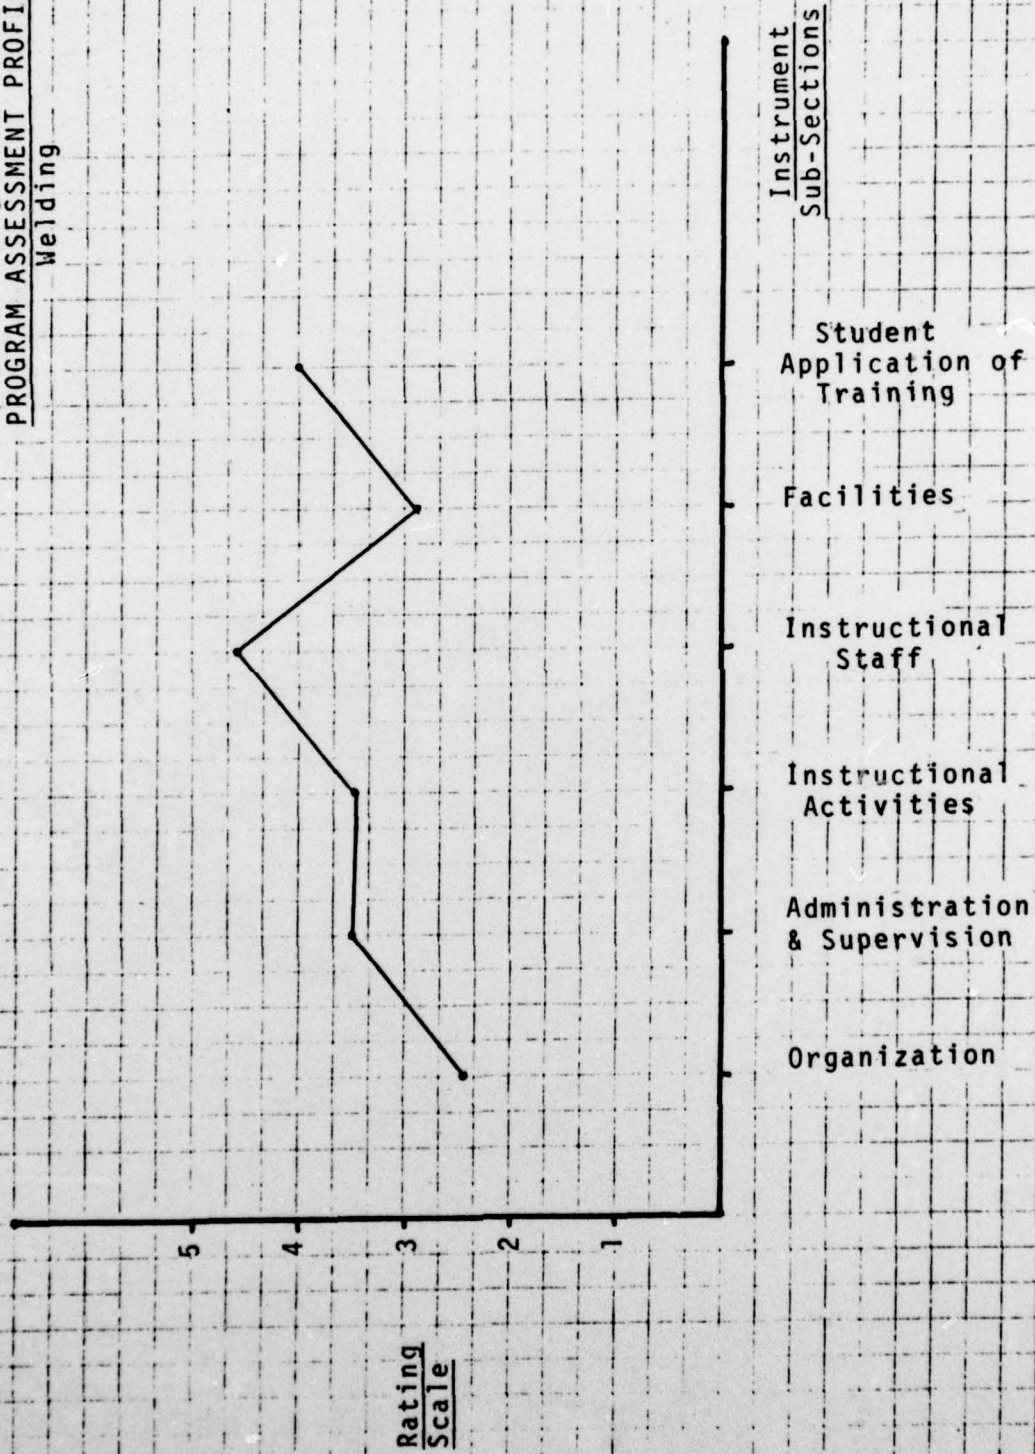 PROGRAM ASSESSMENT PROFI
Welding
Rating
Scale
5
4
3
2
1
Organization
Administration
& Supervision
Instructional
Activities
Instructional
Staff
Facilities
Student
Application of
Training
Instrument
Sub-Sections